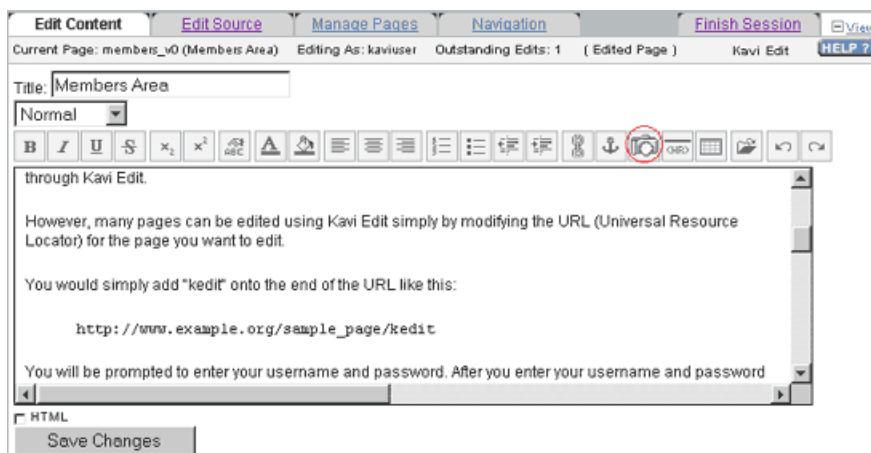 Edit Content Edit Source Manage Pages Navigation Finish Session View
Current Page: members_v0 (Members Area) Editing As: kaviuser Outstanding Edits: 1 ( Edited Page ) Kavi Edit HELP ?
Title: Members Area
Normal
B I U S x₂ x² ABC A <HR>
through Kavi Edit.
However, many pages can be edited using Kavi Edit simply by modifying the URL (Universal Resource
Locator) for the page you want to edit.
You would simply add "kedit" onto the end of the URL like this:
http://www.example.org/sample_page/kedit
You will be prompted to enter your username and password. After you enter your username and password
HTML
Save Changes